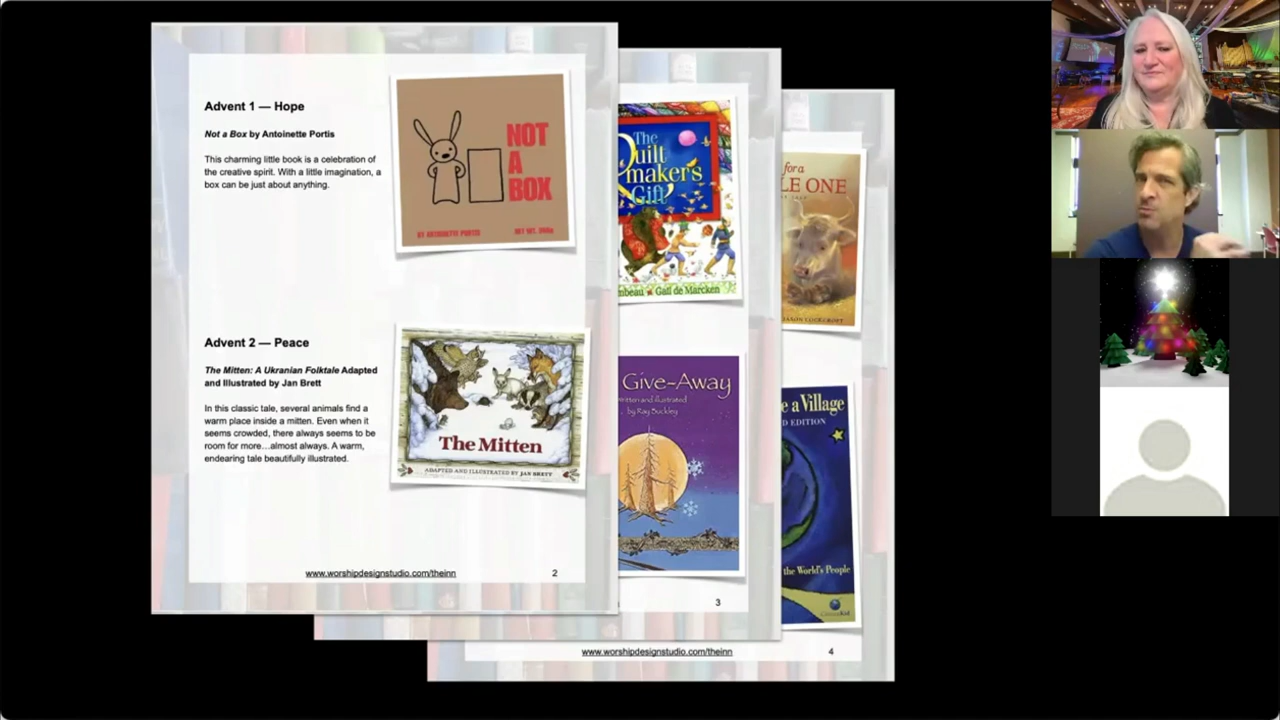 Advent 1 — Hope
Not a Box by Antoinette Portis
This charming little book is a celebration of
the creative spirit. With a little imagination, a
box can be just about anything.
NOT
A
BOX
BY ANTOINETTE PORTIS
Advent 2 — Peace
The Mitten: A Ukranian Folktale Adapted
and Illustrated by Jan Brett
In this classic tale, several animals find a
warm place inside a mitten. Even when it
seems crowded, there always seems to be
room for more...almost always. A warm,
endearing tale beautifully illustrated.
The Mitten
ADAPTED AND ILLUSTRATED BY JAN BRETT
www.worshipdesignstudio.com/theinn
2
The
Quilt
maker's
Gift
mbeau ★ Gail de Marcken
Give-Away
written and illustrated
by Ray Buckley
3
for a
LE ONE
e a Village
D EDITION
the World's People
www.worshipdesignstudio.com/theinn
4